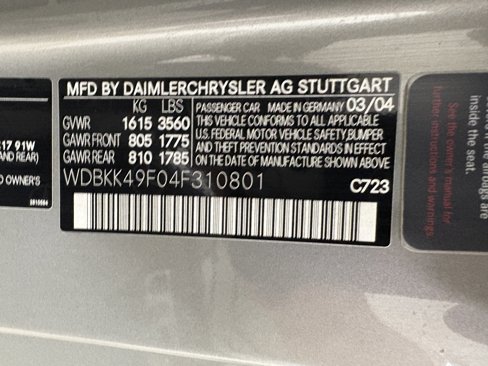 MFD BY DAIMLERCHRYSLER AG STUTTGART
KG LBS
GVWR 1615 3560
GAWR FRONT 805 1775
GAWR REAR 810 1785
PASSENGER CAR MADE IN GERMANY 03/04
THIS VEHICLE CONFORMS TO ALL APPLICABLE
U.S. FEDERAL MOTOR VEHICLE SAFETY,BUMPER
AND THEFT PREVENTION STANDARDS IN EFFECT
ON THE DATE OF MANUFACTURE SHOWN ABOVE
WDBKK49F04F310801
C723
17 91W
AND REAR)
OWNER'S
air bags are
inside the seat.
See the owner's manual for
further instructions and warnings.